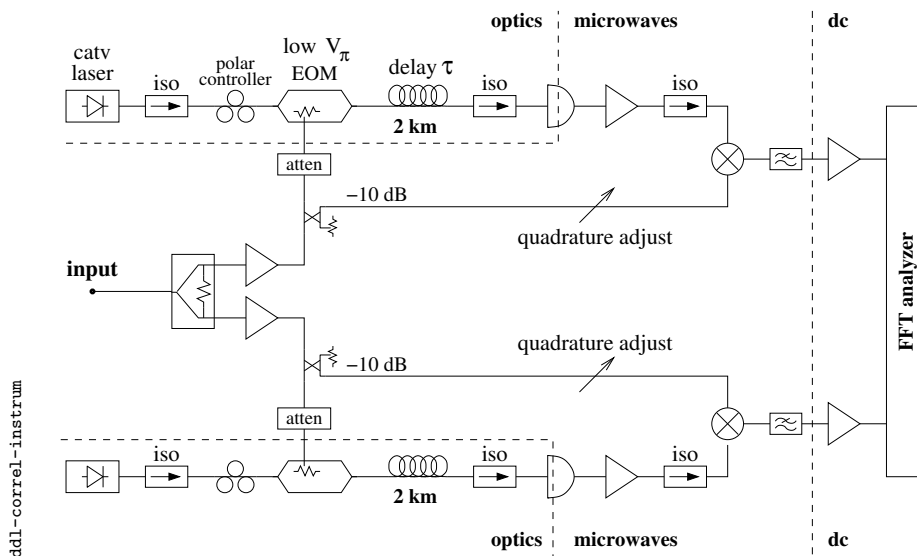 optics microwaves dc
catv laser
iso
polar controller
low Vπ EOM
delay τ
iso
iso
2 km
atten
−10 dB
quadrature adjust
input
FFT analyzer
quadrature adjust
−10 dB
atten
iso
iso
iso
2 km
optics microwaves dc
ddl-correl-instrum